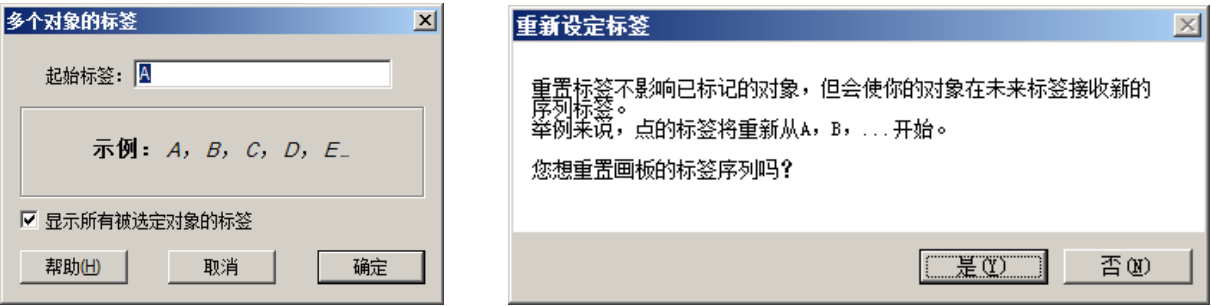 多个对象的标签
起始标签：A
示例：A，B，C，D，E…
显示所有被选定对象的标签
帮助(H)
取消
确定
重新设定标签
重置标签不影响已标记的对象，但会使你的对象在未来标签接收新的
序列标签。
举例来说，点的标签将重新从A，B，...开始。
您想重置画板的标签序列吗？
是(Y)
否(N)